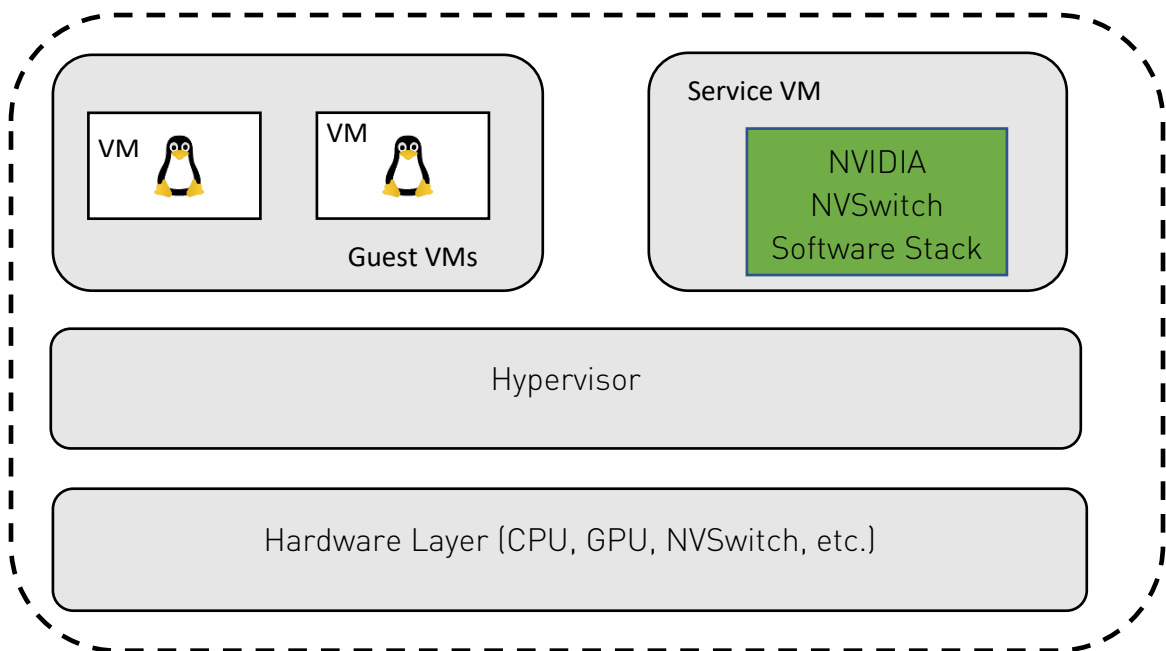 VM
VM
Guest VMs
Service VM
NVIDIA
NVSwitch
Software Stack
Hypervisor
Hardware Layer (CPU, GPU, NVSwitch, etc.)